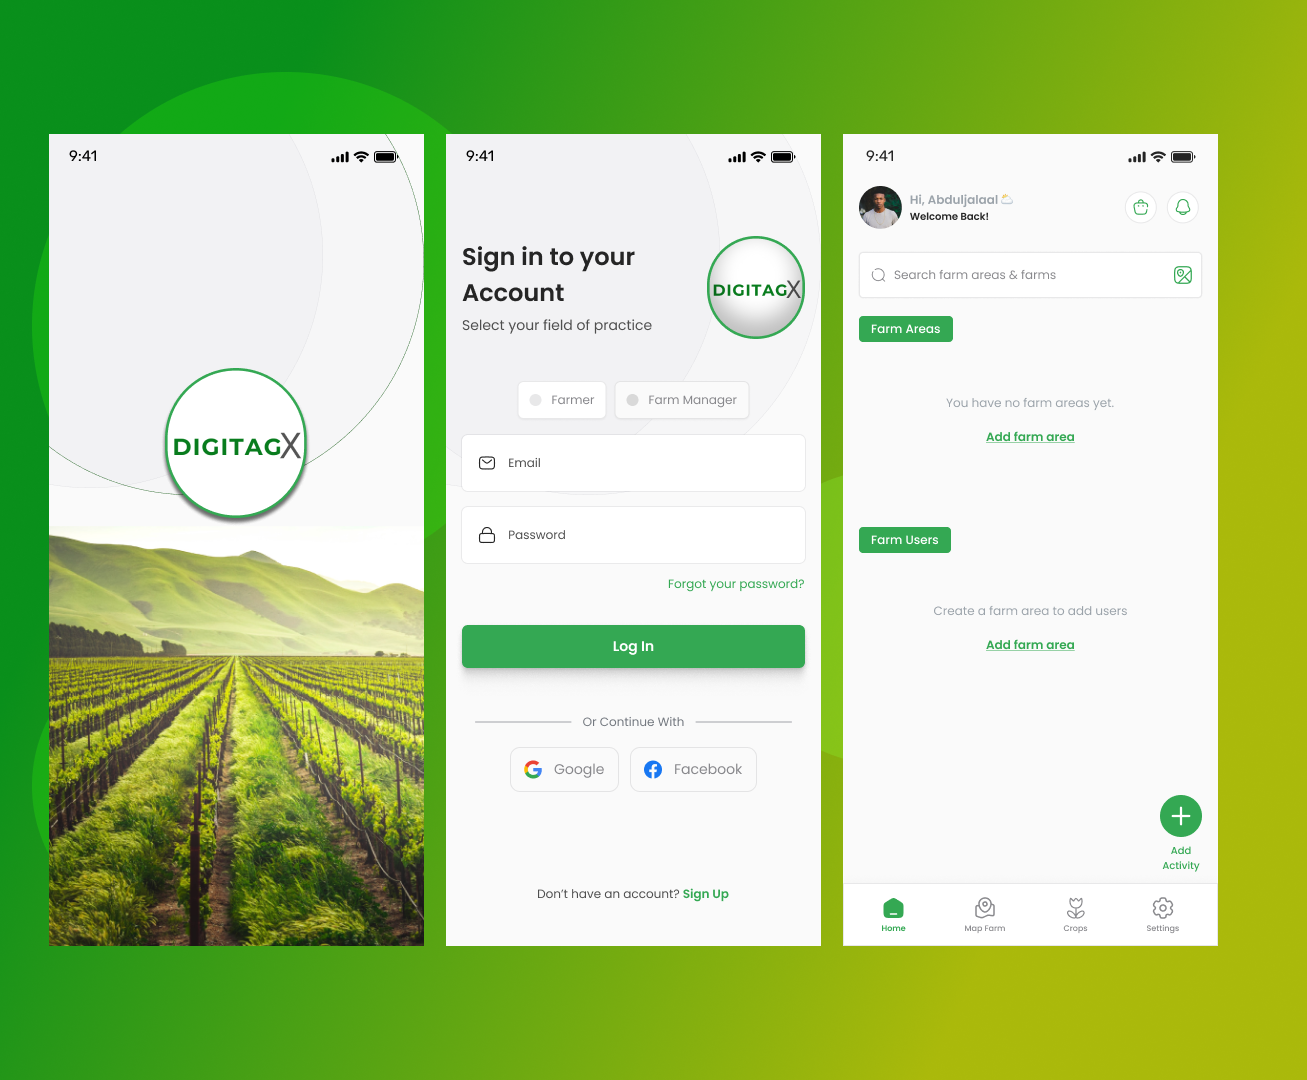 9:41
DIGITAGX
9:41
Sign in to your
Account
Select your field of practice
DIGITAGX
Farmer
Farm Manager
Email
Password
Forgot your password?
Log In
Or Continue With
Google
Facebook
Don't have an account? Sign Up
9:41
Hi, Abduljalaal
Welcome Back!
Search farm areas & farms
Farm Areas
You have no farm areas yet.
Add farm area
Farm Users
Create a farm area to add users
Add farm area
Add
Activity
Home
Map Farm
Crops
Settings